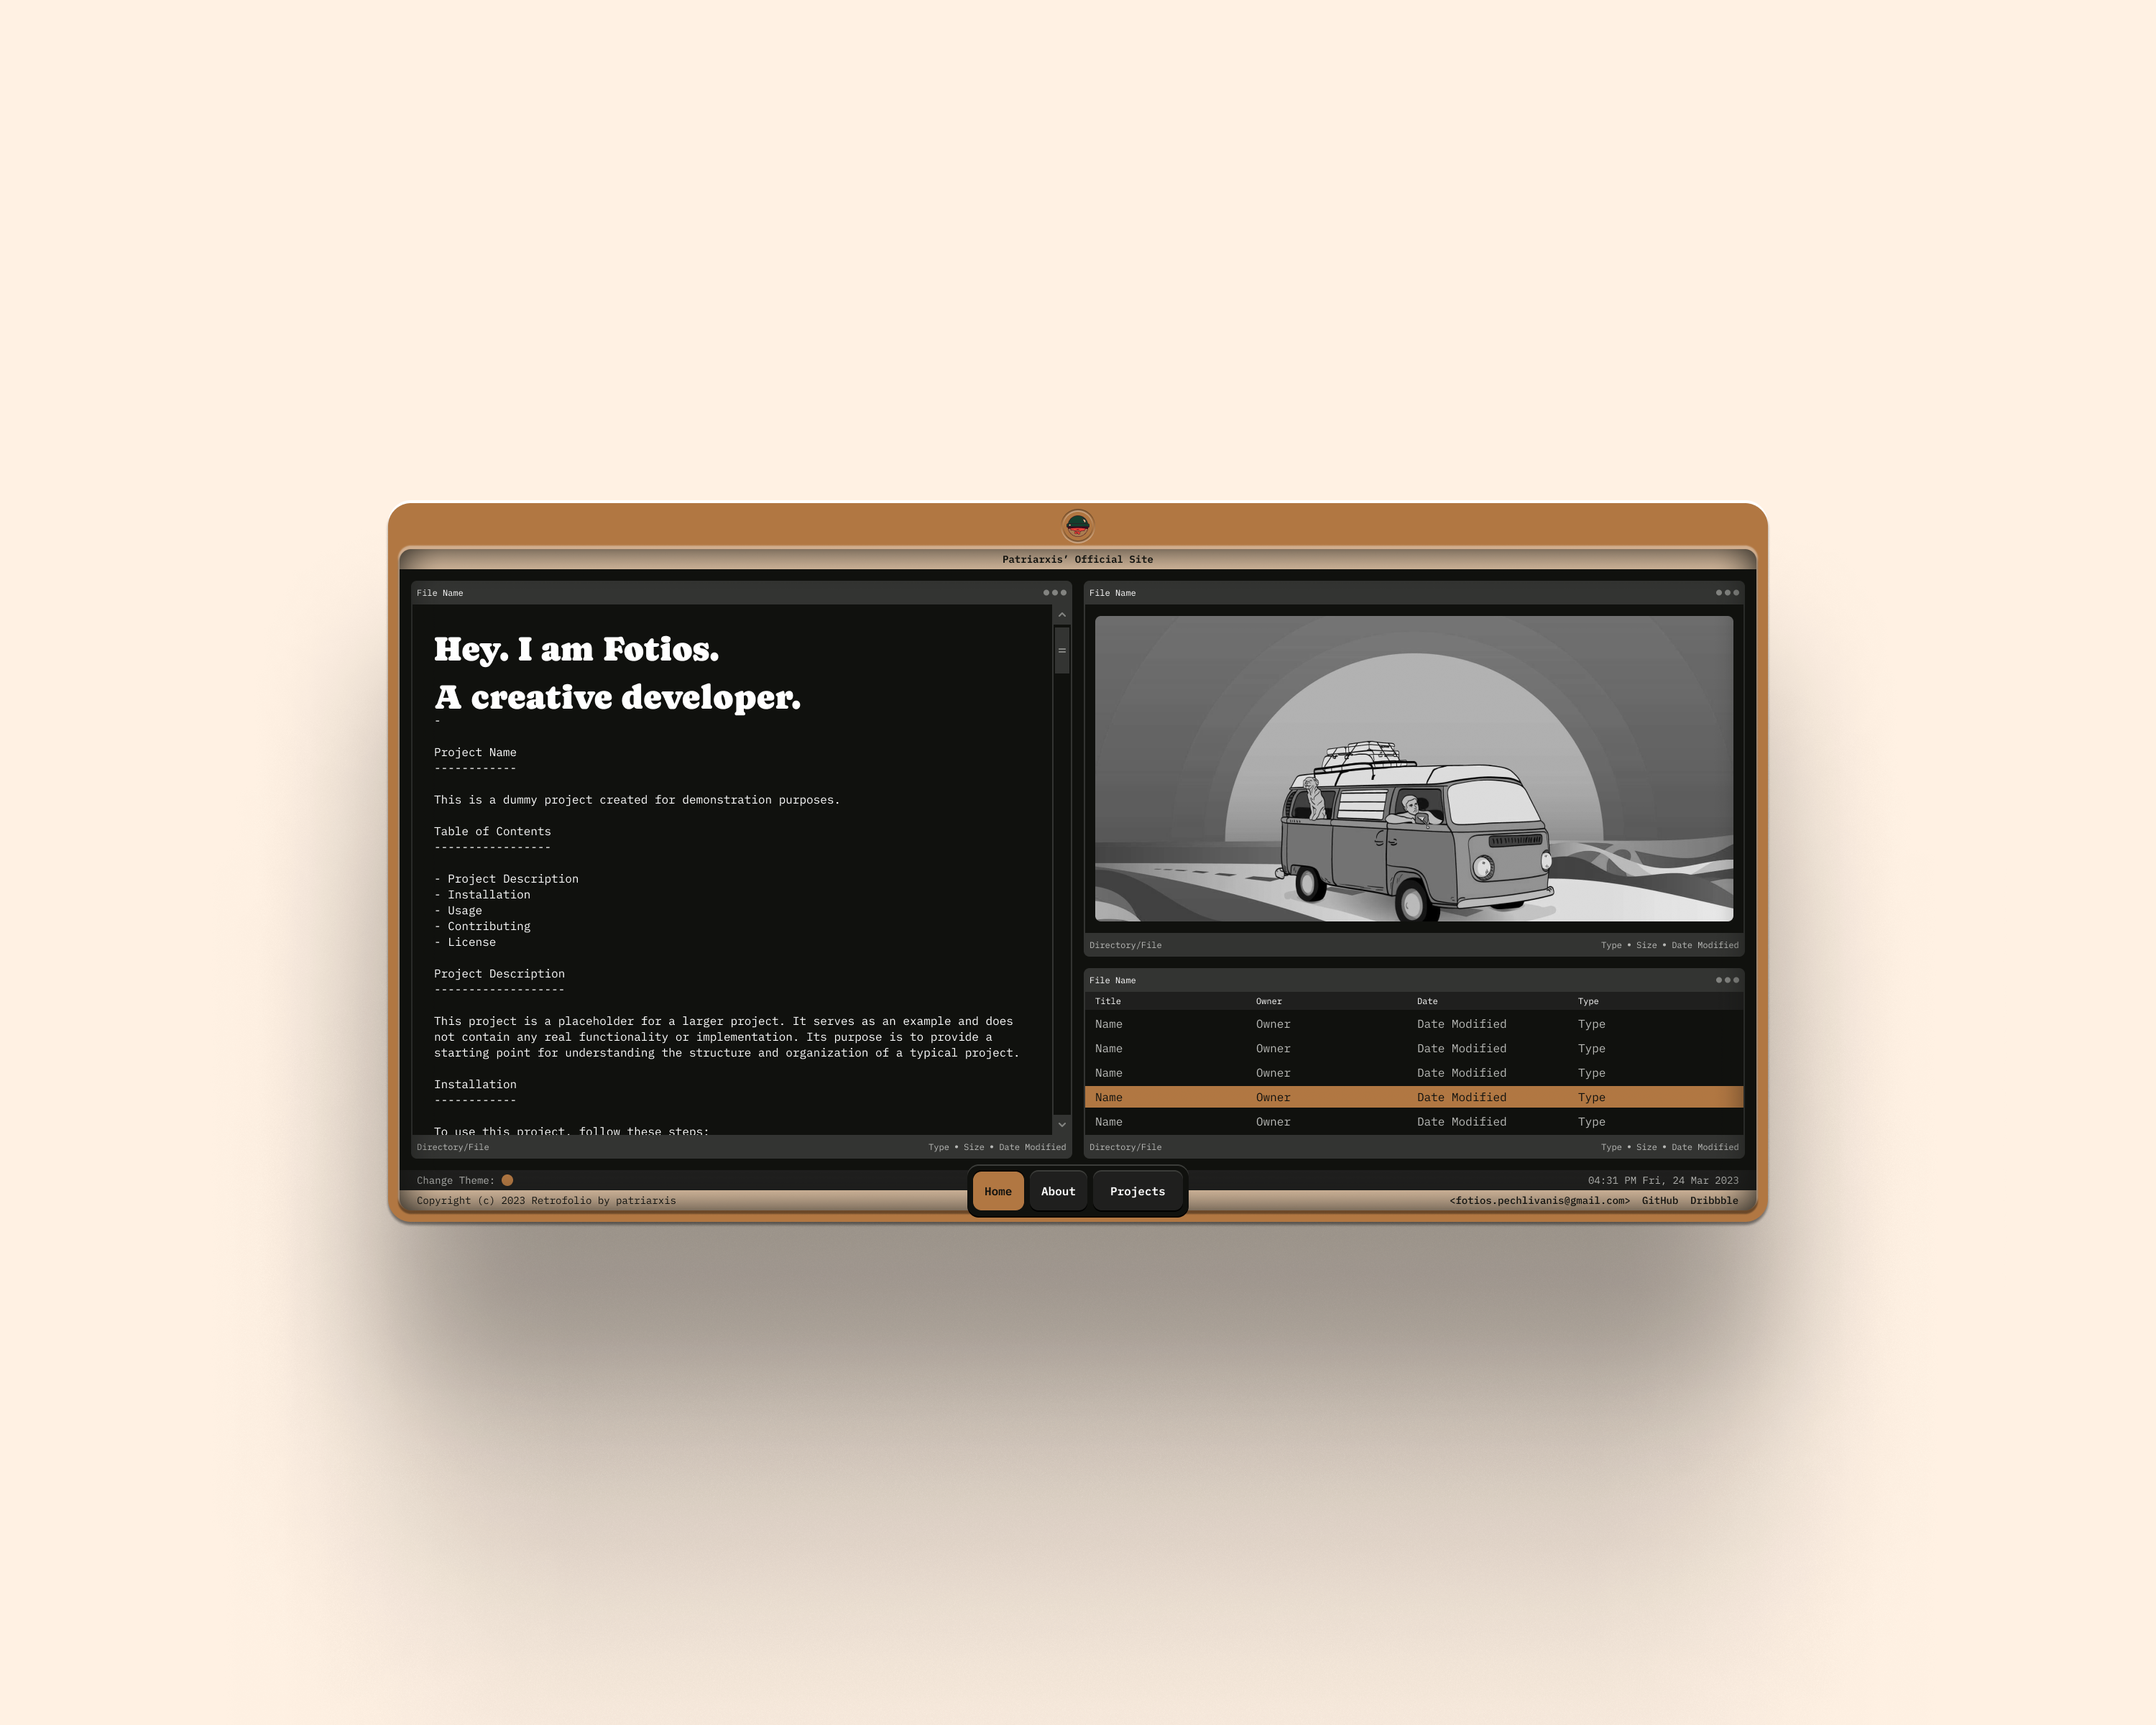 Patriarxis’ Official Site
File Name
Hey. I am Fotios.
A creative developer.
-
Project Name
------------
This is a dummy project created for demonstration purposes.
Table of Contents
-----------------
- Project Description
- Installation
- Usage
- Contributing
- License
Project Description
-------------------
This project is a placeholder for a larger project. It serves as an example and does
not contain any real functionality or implementation. Its purpose is to provide a
starting point for understanding the structure and organization of a typical project.
Installation
------------
To use this project, follow these steps:
Directory/File Type • Size • Date Modified
File Name
Directory/File Type • Size • Date Modified
File Name
Title Owner Date Type
Name Owner Date Modified Type
Name Owner Date Modified Type
Name Owner Date Modified Type
Name Owner Date Modified Type
Name Owner Date Modified Type
Directory/File Type • Size • Date Modified
Change Theme:
04:31 PM Fri, 24 Mar 2023
Home About Projects
Copyright (c) 2023 Retrofolio by patriarxis
<fotios.pechlivanis@gmail.com> GitHub Dribbble